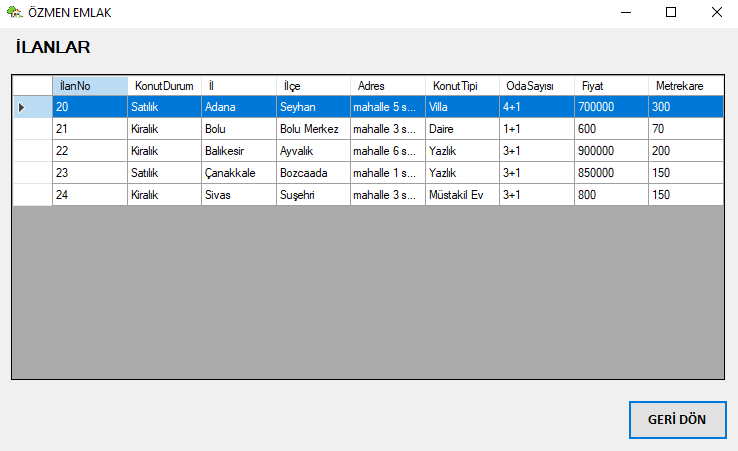 ÖZMEN EMLAK
İLANLAR
İlanNo KonutDurum İl İlçe Adres KonutTipi OdaSayısı Fiyat Metrekare
20 Satılık Adana Seyhan mahalle 5 s... Villa 4+1 700000 300
21 Kiralık Bolu Bolu Merkez mahalle 3 s... Daire 1+1 600 70
22 Kiralık Balıkesir Ayvalık mahalle 6 s... Yazlık 3+1 900000 200
23 Satılık Çanakkale Bozcaada mahalle 1 s... Yazlık 3+1 850000 150
24 Kiralık Sivas Suşehri mahalle 3 s... Müstakil Ev 3+1 800 150
GERİ DÖN